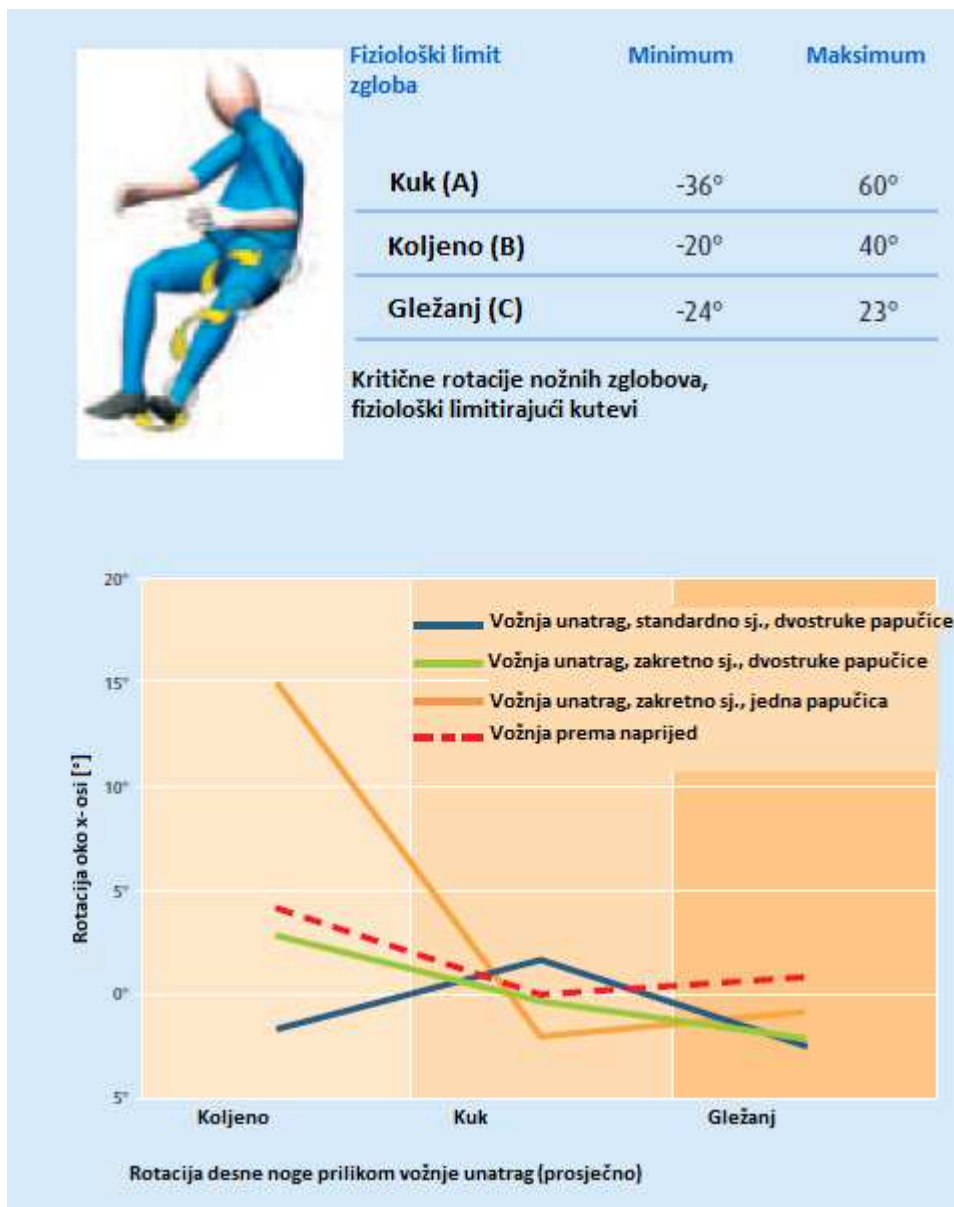 Fiziološki limit
zgloba
Minimum
Maksimum
Kuk (A) -36° 60°
Koljeno (B) -20° 40°
Gležanj (C) -24° 23°
Kritične rotacije nožnih zglobova,
fiziološki limitirajući kutevi
20°
15°
10°
5°
0°
5°
Rotacija oko x- osi [°]
Vožnja unatrag, standardno sj., dvostruke papučice
Vožnja unatrag, zakretno sj., dvostruke papučice
Vožnja unatrag, zakretno sj., jedna papučica
Vožnja prema naprijed
Koljeno Kuk Gležanj
Rotacija desne noge prilikom vožnje unatrag (prosječno)